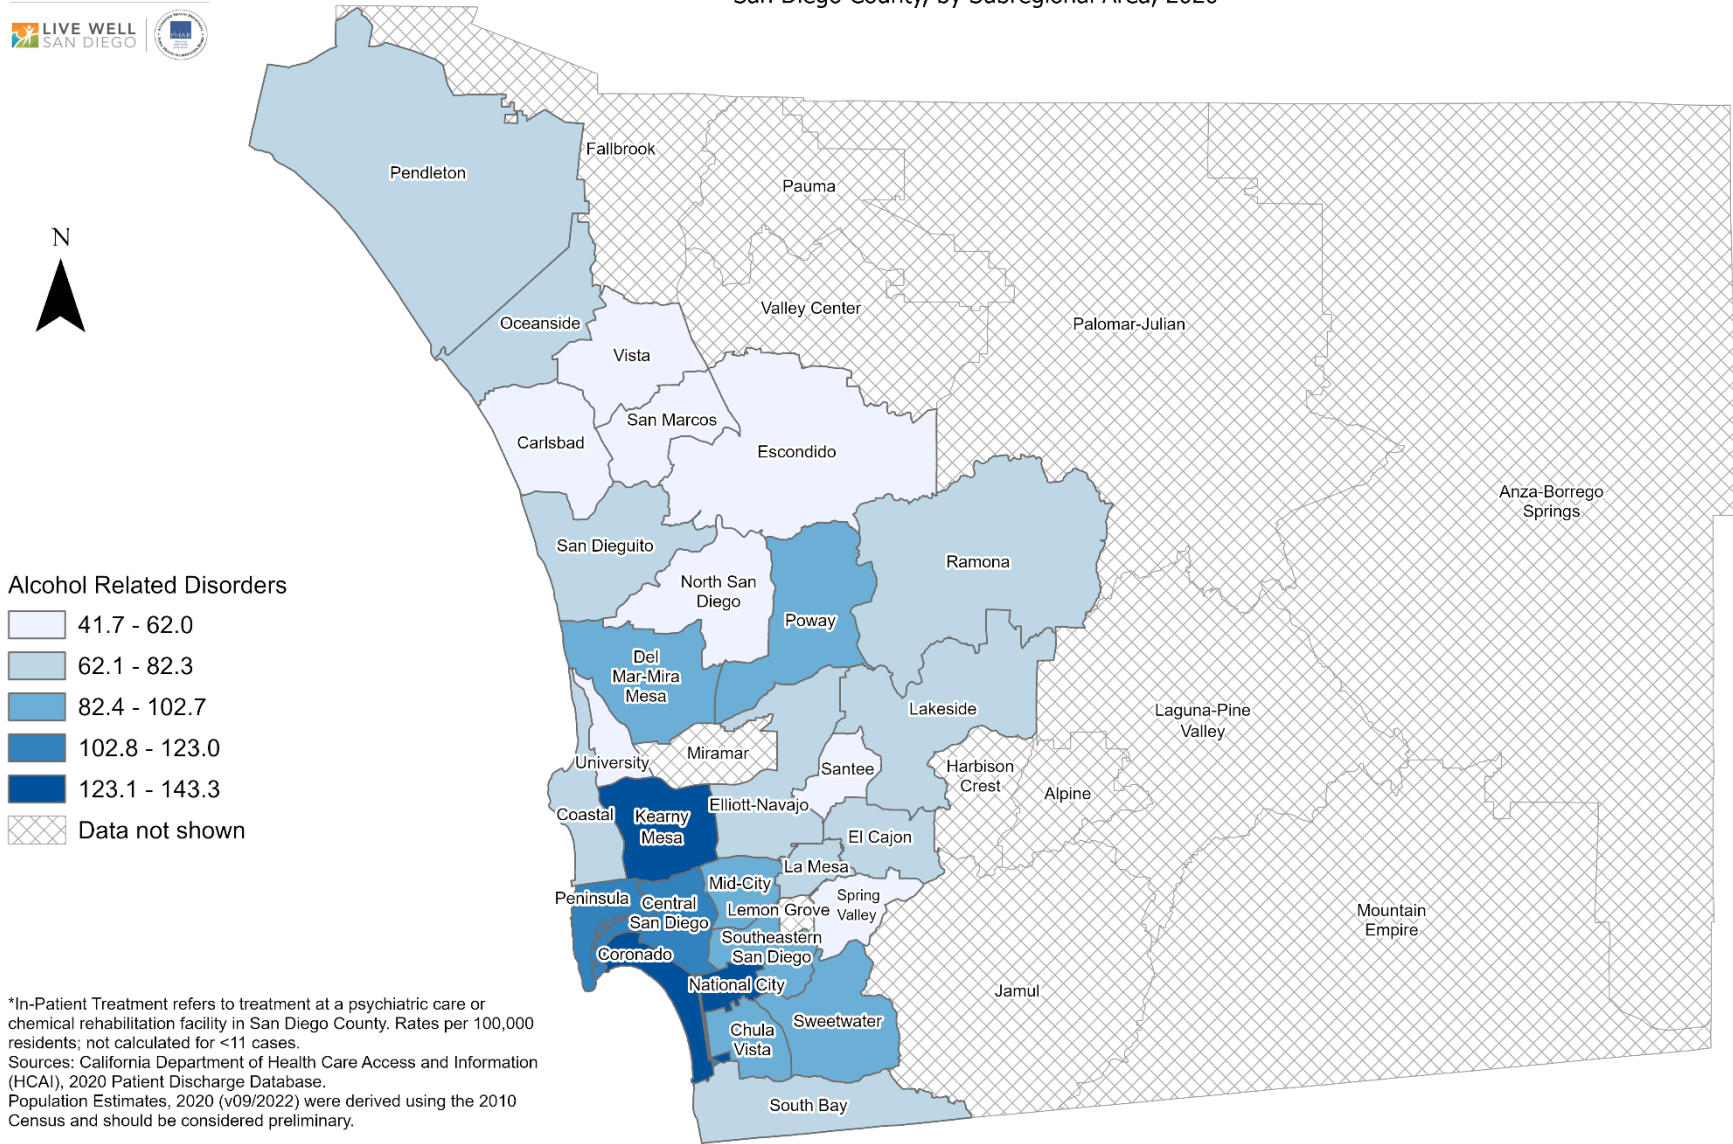 San Diego County, by Subregional Area, 2020
LIVE WELL
SAN DIEGO
PHAB
N
Pendleton
Fallbrook
Pauma
Valley Center
Palomar-Julian
Oceanside
Vista
San Marcos
Carlsbad
Escondido
Anza-Borrego
Springs
San Dieguito
Ramona
North San
Diego
Poway
Del
Mar-Mira
Mesa
Lakeside
Laguna-Pine
Valley
Miramar
University
Santee
Harbison
Crest
Alpine
Coastal
Kearny
Mesa
Elliott-Navajo
El Cajon
La Mesa
Mid-City
Peninsula
Central
San Diego
Lemon Grove
Spring
Valley
Mountain
Empire
Southeastern
San Diego
Coronado
National City
Jamul
Sweetwater
Chula
Vista
South Bay
Alcohol Related Disorders
41.7 - 62.0
62.1 - 82.3
82.4 - 102.7
102.8 - 123.0
123.1 - 143.3
Data not shown
*In-Patient Treatment refers to treatment at a psychiatric care or
chemical rehabilitation facility in San Diego County. Rates per 100,000
residents; not calculated for <11 cases.
Sources: California Department of Health Care Access and Information
(HCAI), 2020 Patient Discharge Database.
Population Estimates, 2020 (v09/2022) were derived using the 2010
Census and should be considered preliminary.